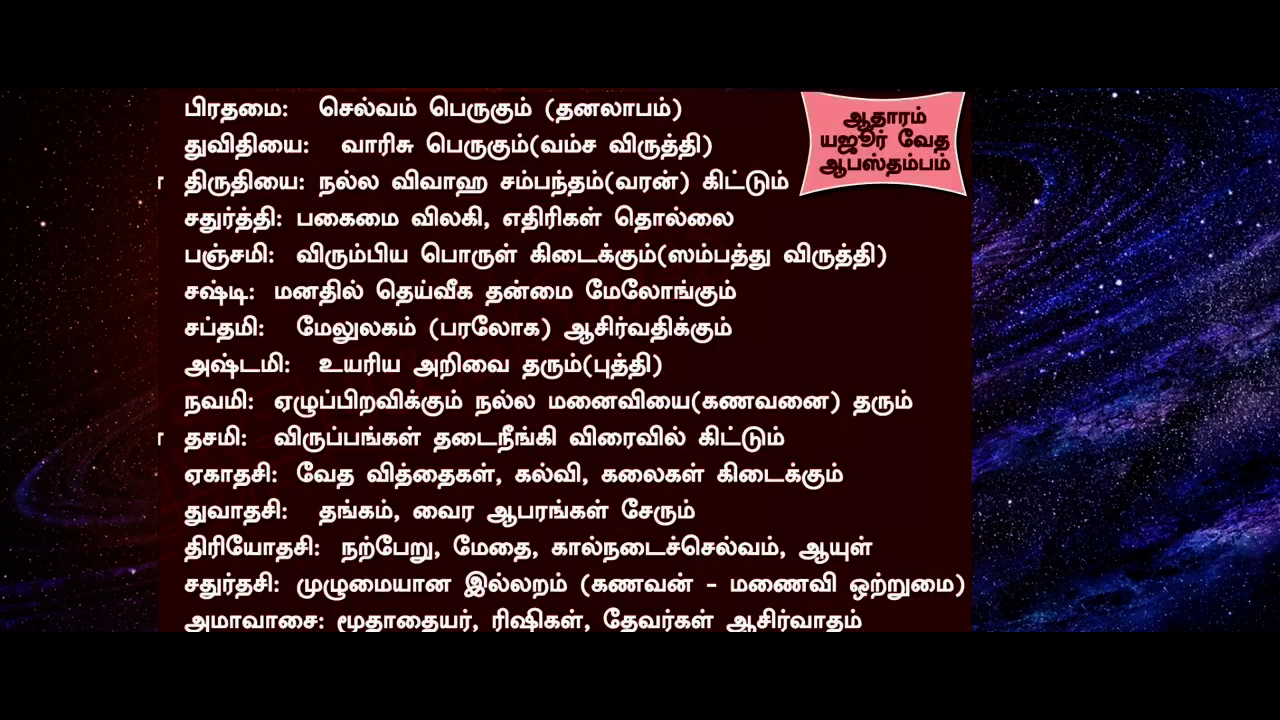 பிரதமை: செல்வம் பெருகும் (தனலாபம்)
துவிதியை: வாரிசு பெருகும்(வம்ச விருத்தி)
திருதியை: நல்ல விவாஹ சம்பந்தம்(வரன்) கிட்டும்
சதுர்த்தி: பகைமை விலகி, எதிரிகள் தொல்லை
பஞ்சமி: விரும்பிய பொருள் கிடைக்கும்(ஸம்பத்து விருத்தி)
சஷ்டி: மனதில் தெய்வீக தன்மை மேலோங்கும்
சப்தமி: மேலுலகம் (பரலோக) ஆசிர்வதிக்கும்
அஷ்டமி: உயரிய அறிவை தரும்(புத்தி)
நவமி: ஏழுப்பிறவிக்கும் நல்ல மனைவியை(கணவனை) தரும்
தசமி: விருப்பங்கள் தடைநீங்கி விரைவில் கிட்டும்
ஏகாதசி: வேத வித்தைகள், கல்வி, கலைகள் கிடைக்கும்
துவாதசி: தங்கம், வைர ஆபரங்கள் சேரும்
திரியோதசி: நற்பேறு, மேதை, கால்நடைச்செல்வம், ஆயுள்
சதுர்தசி: முழுமையான இல்லறம் (கணவன் - மணைவி ஒற்றுமை)
அமாவாசை: மூதாதையர், ரிஷிகள், தேவர்கள் ஆசிர்வாதம்
ஆதாரம்
யஜூர் வேத
ஆபஸ்தம்பம்